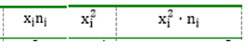 xᵢnᵢ xᵢ² xᵢ² · nᵢ